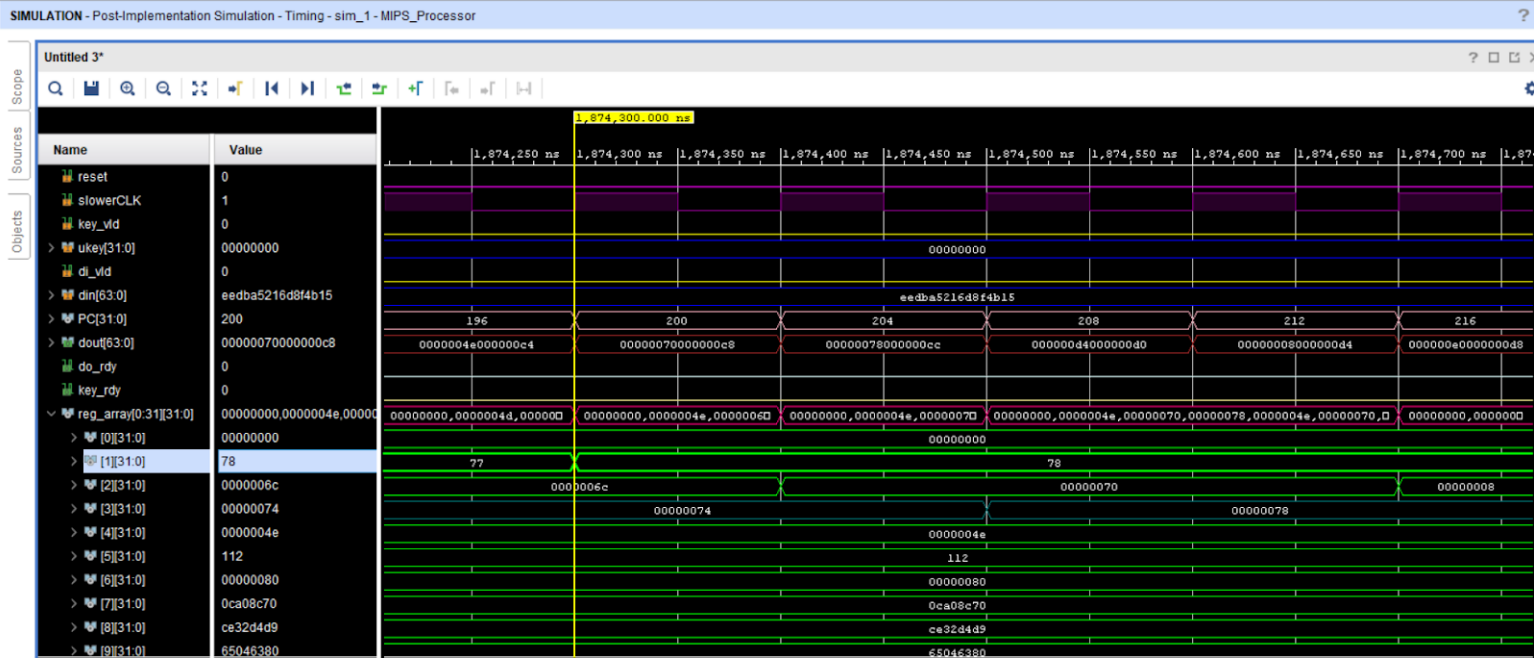 SIMULATION - Post-Implementation Simulation - Timing - sim_1 - MIPS_Processor ?
Untitled 3* ?
Scope
Sources
Objects
1,874,300.000 ns
Name Value
1,874,250 ns 1,874,300 ns 1,874,350 ns 1,874,400 ns 1,874,450 ns 1,874,500 ns 1,874,550 ns 1,874,600 ns 1,874,650 ns 1,874,700 ns 1,87
reset 0
slowerCLK 1
key_vld 0
ukey[31:0] 00000000 00000000
di_vld 0
din[63:0] eedba5216d8f4b15 eedba5216d8f4b15
PC[31:0] 200 196 200 204 208 212 216
dout[63:0] 00000070000000c8 0000004e000000c4 00000070000000c8 00000078000000cc 000000d4000000d0 00000008000000d4 000000e0000000d8
do_rdy 0
key_rdy 0
reg_array[0:31][31:0] 00000000,0000004e,00000 00000000,0000004d,000000 00000000,0000004e,0000006 00000000,0000004e,0000007 00000000,0000004e,00000070,00000078,0000004e,00000070, 00000000,0000000
[0][31:0] 00000000 00000000
[1][31:0] 78 77 78
[2][31:0] 0000006c 0000006c 00000070 00000008
[3][31:0] 00000074 00000074 00000078
[4][31:0] 0000004e 0000004e
[5][31:0] 112 112
[6][31:0] 00000080 00000080
[7][31:0] 0ca08c70 0ca08c70
[8][31:0] ce32d4d9 ce32d4d9
[9][31:0] 65046380 65046380